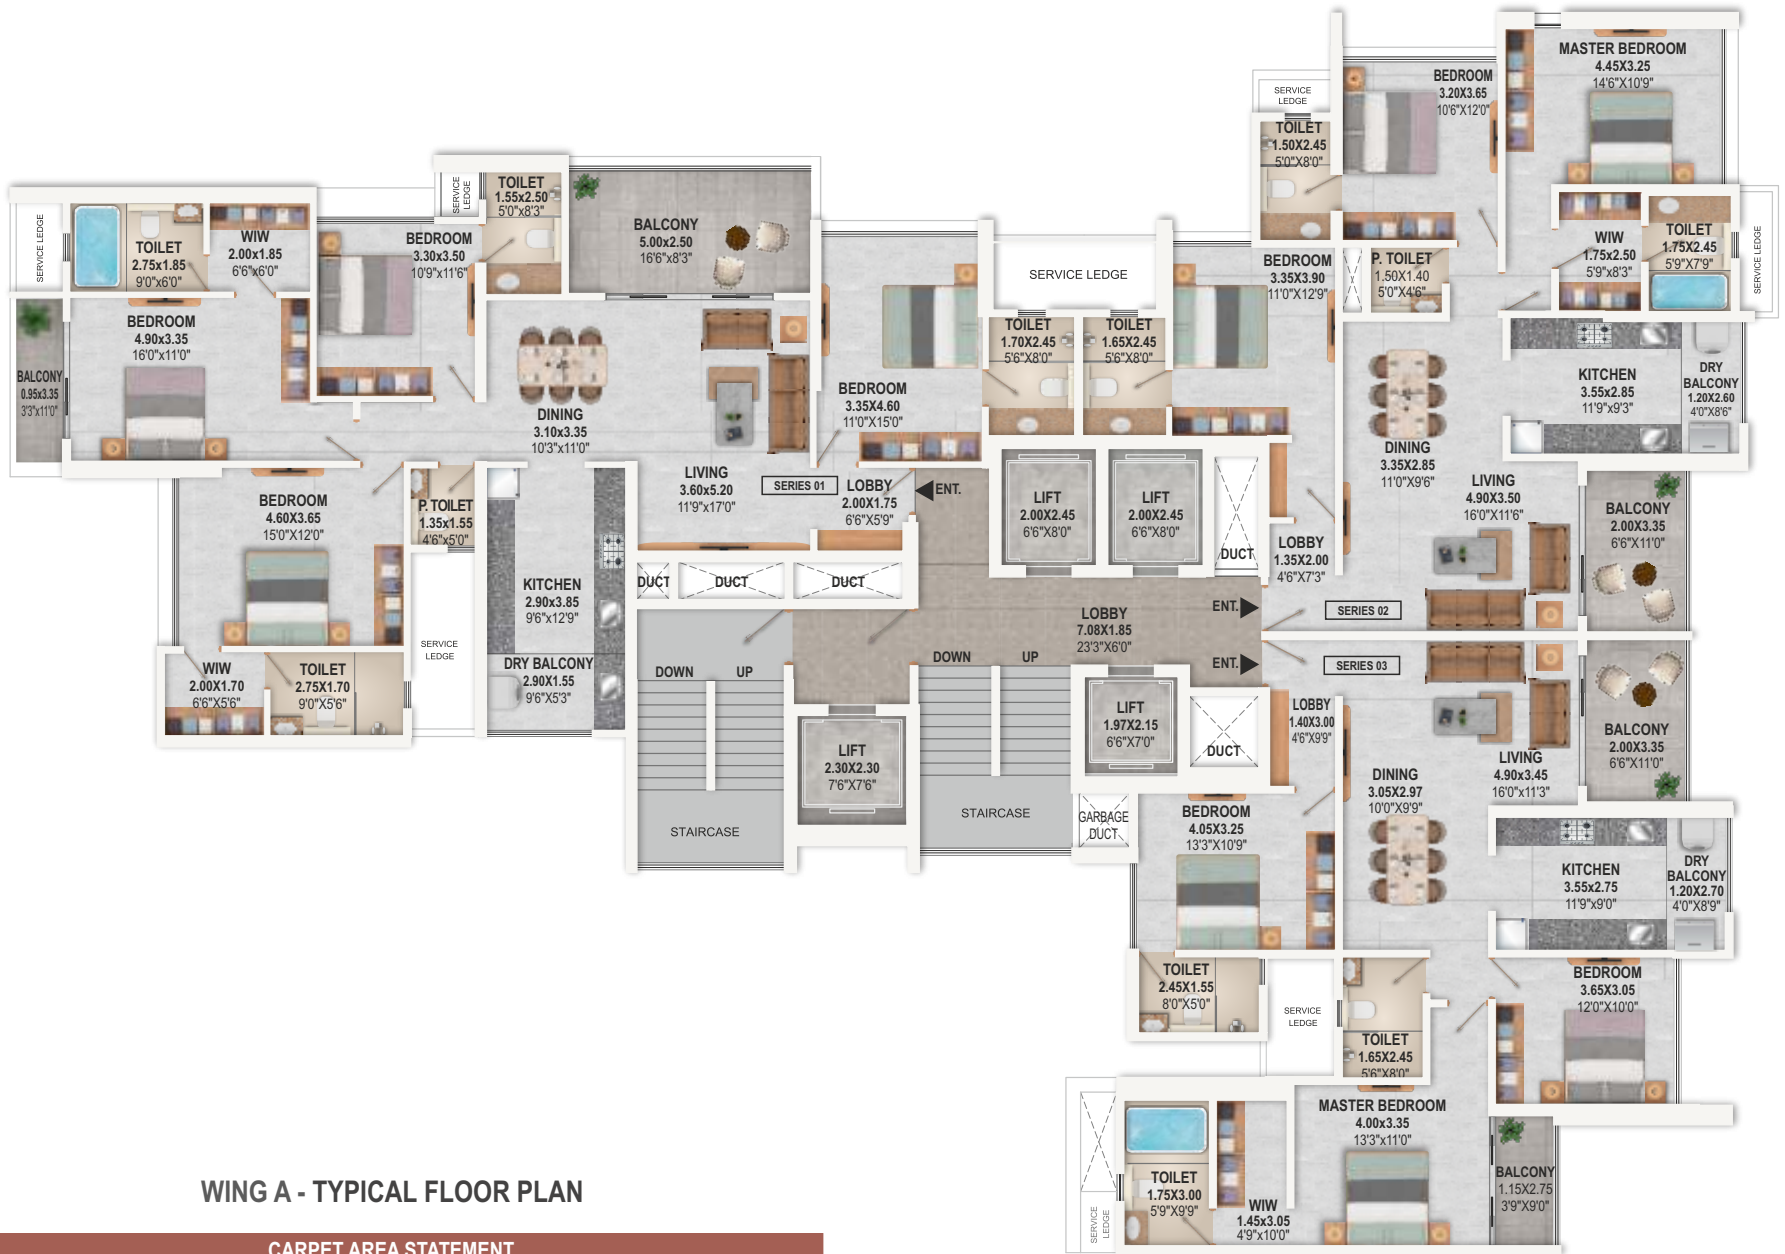 MASTER BEDROOM
4.45X3.25
14'6"X10'9"
BEDROOM
3.20X3.65
10'6"X12'0"
SERVICE
LEDGE
TOILET
1.50X2.45
5'0"X8'0"
SERVICE LEDGE
TOILET
2.75x1.85
9'0"x6'0"
WIW
2.00x1.85
6'6"x6'0"
BEDROOM
3.30x3.50
10'9"x11'6"
SERVICE
LEDGE
TOILET
1.55x2.50
5'0"x8'3"
BALCONY
5.00x2.50
16'6"x8'3"
SERVICE LEDGE
BEDROOM
3.35X3.90
11'0"X12'9"
P. TOILET
1.50X1.40
5'0"X4'6"
WIW
1.75x2.50
5'9"x8'3"
TOILET
1.75X2.45
5'9"X7'9"
SERVICE LEDGE
BEDROOM
4.90x3.35
16'0"x11'0"
BALCONY
0.95x3.35
3'3"x11'0"
DINING
3.10x3.35
10'3"x11'0"
BEDROOM
3.35X4.60
11'0"X15'0"
TOILET
1.70X2.45
5'6"X8'0"
TOILET
1.65X2.45
5'6"X8'0"
KITCHEN
3.55x2.85
11'9"x9'3"
DRY
BALCONY
1.20X2.60
4'0"X8'6"
DINING
3.35X2.85
11'0"X9'6"
BEDROOM
4.60X3.65
15'0"X12'0"
P. TOILET
1.35x1.55
4'6"x5'0"
LIVING
3.60x5.20
11'9"x17'0"
SERIES 01
LOBBY
2.00X1.75
6'6"X5'9"
ENT.
LIFT
2.00X2.45
6'6"X8'0"
LIFT
2.00X2.45
6'6"X8'0"
DUCT
LOBBY
1.35X2.00
4'6"X7'3"
LIVING
4.90X3.50
16'0"X11'6"
BALCONY
2.00X3.35
6'6"X11'0"
KITCHEN
2.90x3.85
9'6"x12'9"
DUCT
DUCT
DUCT
SERVICE
LEDGE
LOBBY
7.08X1.85
23'3"X6'0"
ENT.
SERIES 02
ENT.
SERIES 03
WIW
2.00X1.70
6'6"X5'6"
TOILET
2.75X1.70
9'0"X5'6"
DRY BALCONY
2.90X1.55
9'6"X5'3"
DOWN
UP
DOWN
UP
LIFT
2.30X2.30
7'6"X7'6"
LIFT
1.97X2.15
6'6"X7'0"
DUCT
LOBBY
1.40X3.00
4'6"X9'9"
LIVING
4.90x3.45
16'0"x11'3"
BALCONY
2.00X3.35
6'6"X11'0"
DINING
3.05X2.97
10'0"X9'9"
STAIRCASE
STAIRCASE
GARBAGE
DUCT
BEDROOM
4.05X3.25
13'3"X10'9"
KITCHEN
3.55x2.75
11'9"x9'0"
DRY
BALCONY
1.20X2.70
4'0"X8'9"
TOILET
2.45X1.55
8'0"X5'0"
SERVICE
LEDGE
BEDROOM
3.65X3.05
12'0"X10'0"
TOILET
1.65X2.45
5'6"X8'0"
MASTER BEDROOM
4.00x3.35
13'3"x11'0"
TOILET
1.75X3.00
5'9"X9'9"
SERVICE
LEDGE
WIW
1.45x3.05
4'9"x10'0"
BALCONY
1.15X2.75
3'9"X9'0"
WING A - TYPICAL FLOOR PLAN
CARPET AREA STATEMENT